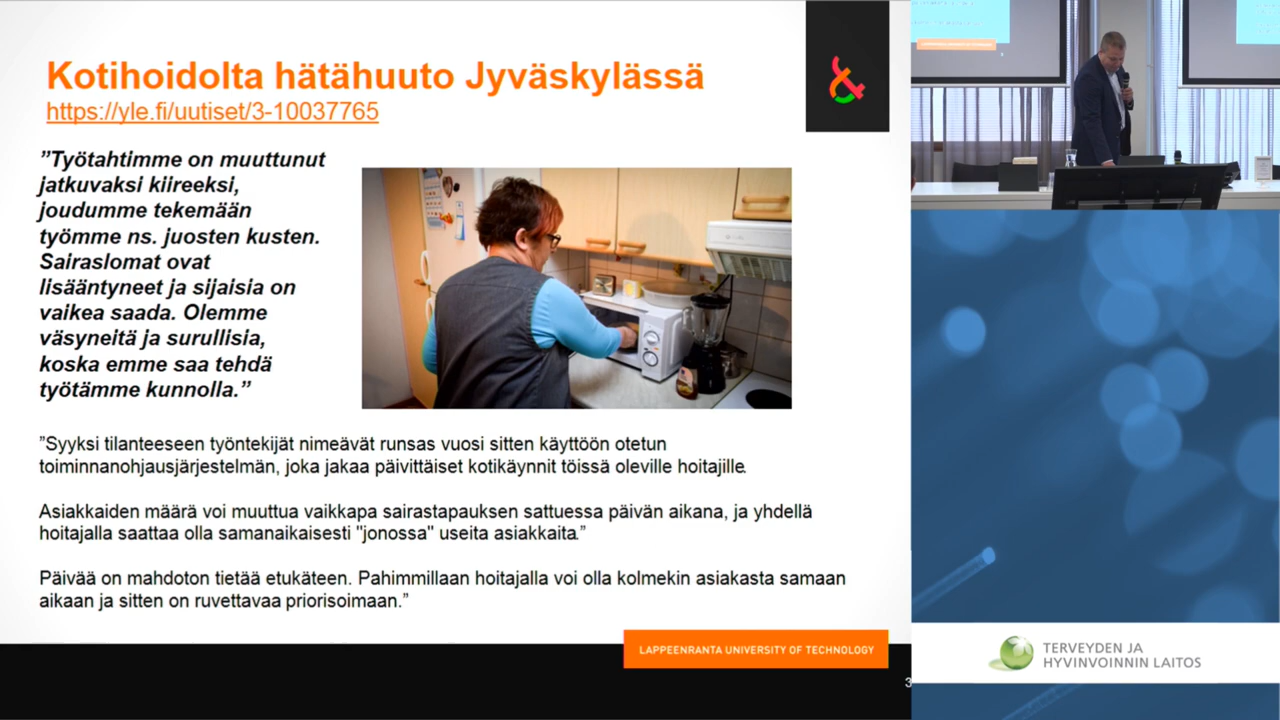 Kotihoidolta hätähuuto Jyväskylässä
https://yle.fi/uutiset/3-10037765
”Työtahtimme on muuttunut
jatkuvaksi kiireeksi,
joudumme tekemään
työmme ns. juosten kusten.
Sairaslomat ovat
lisääntyneet ja sijaisia on
vaikea saada. Olemme
väsyneitä ja surullisia,
koska emme saa tehdä
työtämme kunnolla.”
”Syyksi tilanteeseen työntekijät nimeävät runsas vuosi sitten käyttöön otetun
toiminnanohjausjärjestelmän, joka jakaa päivittäiset kotikäynnit töissä oleville hoitajille.
Asiakkaiden määrä voi muuttua vaikkapa sairastapauksen sattuessa päivän aikana, ja yhdellä
hoitajalla saattaa olla samanaikaisesti "jonossa" useita asiakkaita.”
Päivää on mahdoton tietää etukäteen. Pahimmillaan hoitajalla voi olla kolmekin asiakasta samaan
aikaan ja sitten on ruvettavaa priorisoimaan.”
LAPPEENRANTA UNIVERSITY OF TECHNOLOGY
3
TERVEYDEN JA
HYVINVOINNIN LAITOS